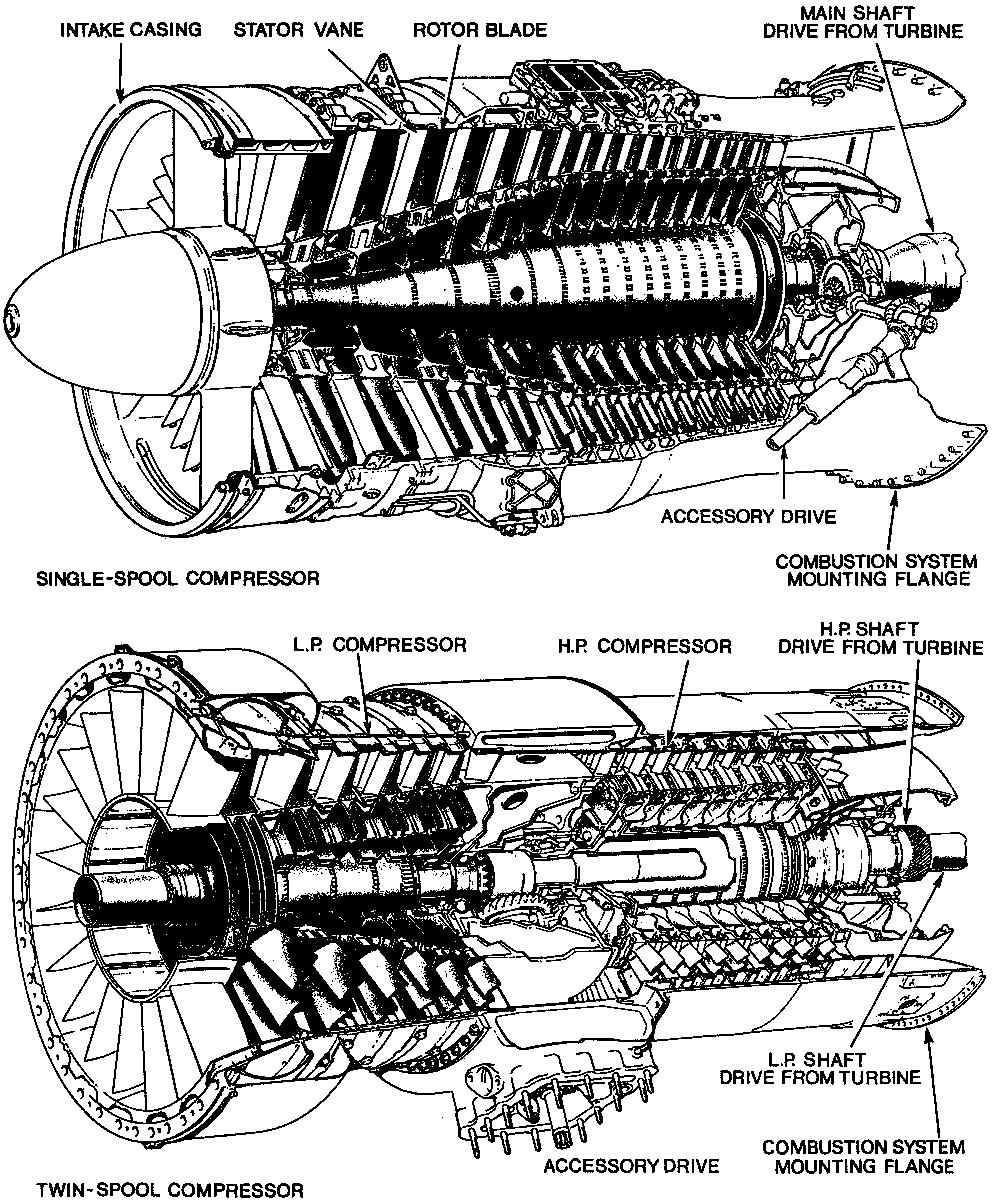 INTAKE CASING
STATOR VANE
ROTOR BLADE
MAIN SHAFT
DRIVE FROM TURBINE
ACCESSORY DRIVE
COMBUSTION SYSTEM
MOUNTING FLANGE
SINGLE-SPOOL COMPRESSOR
L.P. COMPRESSOR
H.P. COMPRESSOR
H.P. SHAFT
DRIVE FROM TURBINE
L.P. SHAFT
DRIVE FROM TURBINE
ACCESSORY DRIVE
COMBUSTION SYSTEM
MOUNTING FLANGE
TWIN-SPOOL COMPRESSOR